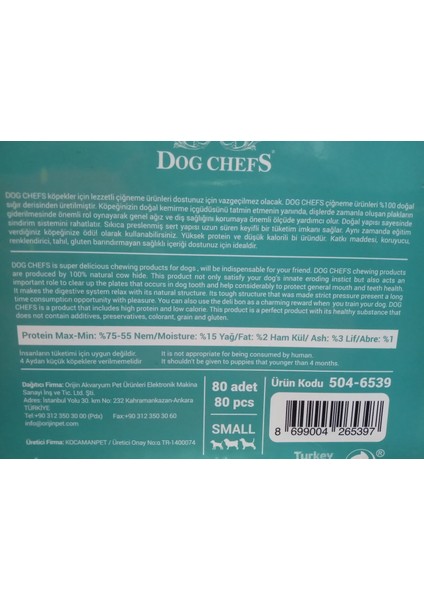 DOG CHEFS
DOG CHEFS köpekler için lezzetli çiğneme ürünleri dostunuz için vazgeçilmez olacak. DOG CHEFS çiğneme ürünleri %100 doğal
sığır derisinden üretilmiştir. Köpeğinizin doğal kemirme içgüdüsünü tatmin etmenin yanında, dişlerde zamanla oluşan plakların
giderilmesinde önemli rol oynayarak genel ağız ve diş sağlığını korumaya önemli ölçüde yardımcı olur. Doğal yapısı sayesinde
sindirim sistemini rahatlatır. Sıkıca preslenmiş sert yapısı uzun süren keyifli bir tüketim imkanı sağlar. Aynı zamanda eğitim
verdiğiniz köpeğinize ödül olarak kullanabilirsiniz. Yüksek protein ve düşük kalorili bi üründür. Katkı maddesi, koruyucu,
renklendirici, tahıl, gluten barındırmayan sağlıklı içeriği dostunuz için idealdir.
DOG CHEFS is super delicious chewing products for dogs , will be indispensable for your friend. DOG CHEFS chewing products
are produced by 100% natural cow hide. This product not only satisfies to your dog's innate eroding instict but also acts an
important role to clear up the plates that occurs in dog tooth and help considerably to protect general mouth and teeth health.
It makes the digestive system relax with its natural structure. Its tough structure that was made strict pressure present a long
time consumption opportunity with pleasure. You can also use the deli bon as a charming reward when you train your dog. DOG
CHEFS is a product that includes high protein and low calorie. This product is perfect for your dog with its healthy substance that
does not contain additives, preservatives, colorant, grain and gluten.
Protein Max-Min: %75-55 Nem/Moisture: %15 Yağ/Fat: %2 Ham Kül/ Ash: %3 Lif/Abre: %1
İnsanların tüketimi için uygun değildir.
4 Aydan küçük köpeklere verilmemelidir
It is not appropriate for being consumed by human.
It shouldn't be given to puppies that younger than 4 months.
Dağıtıcı Firma: Orijin Akvaryum Pet Ürünleri Elektronik Makina
Sanayi İnş ve Tic. Ltd. Şti.
Adres: İstanbul Yolu 30. km No: 232 Kahramankazan-Ankara
TÜRKİYE
Tel:+90 312 350 30 00 (Pdx) Fax:+90 312 350 30 60
info@orijinpet.com
Üretici Firma: KOCAMANPET / Üretici Onay No:α TR-1400074
80 adet
80 pcs
SMALL
Ürün Kodu 504-6539
8 699004 265397
Turkey